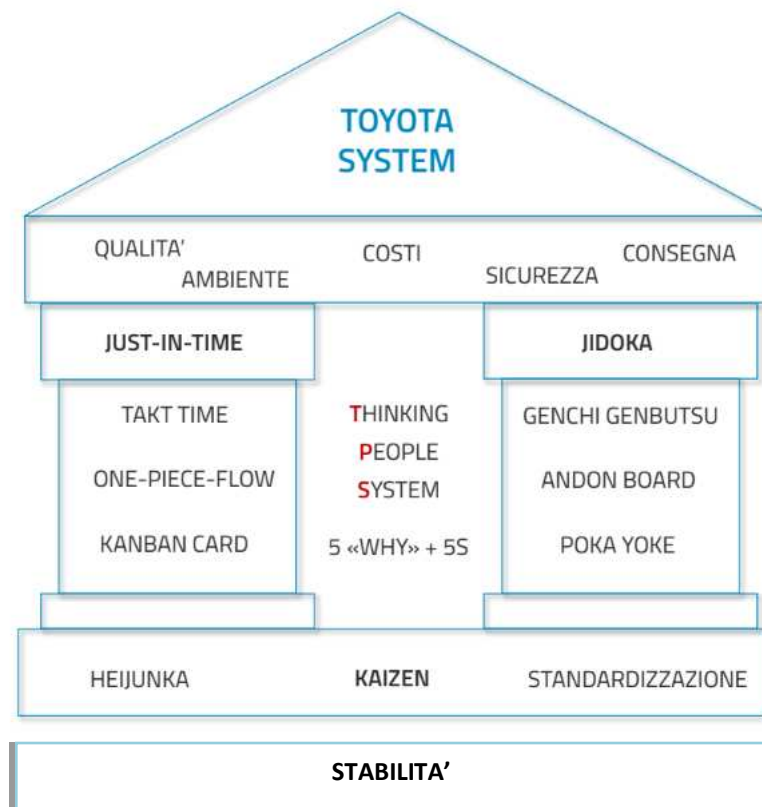 TOYOTA
SYSTEM
QUALITA’
COSTI
CONSEGNA
AMBIENTE
SICUREZZA
JUST-IN-TIME
JIDOKA
TAKT TIME
ONE-PIECE-FLOW
KANBAN CARD
THINKING
PEOPLE
SYSTEM
5 «WHY» + 5S
GENCHI GENBUTSU
ANDON BOARD
POKA YOKE
HEIJUNKA
KAIZEN
STANDARDIZZAZIONE
STABILITA’